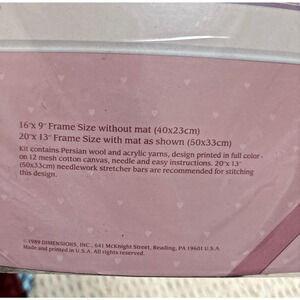 16"x 9" Frame Size without mat (40x23cm)
20"x 13" Frame Size with mat as shown (50x33cm)
Kit contains Persian wool and acrylic yarns, design printed in full color
on 12 mesh cotton canvas, needle and easy instructions. 20"x 13"
(50x33cm) needlework stretcher bars are recommended for stitching
this design.
©1989 DIMENSIONS, INC., 641 McKnight Street, Reading, PA 19601 U.S.A.
Made and printed in U.S.A. All rights reserved.